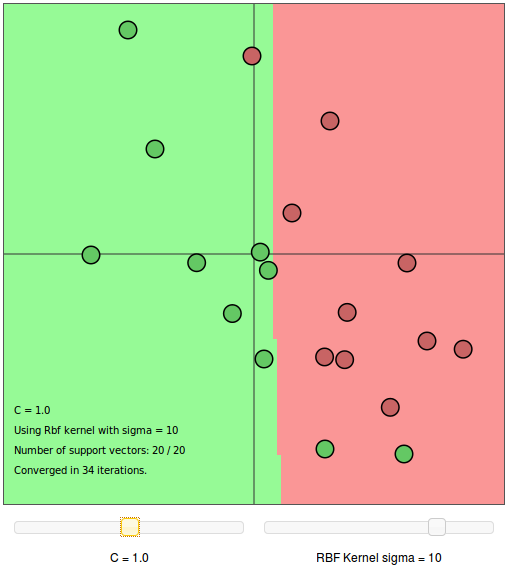 C = 1.0
Using Rbf kernel with sigma = 10
Number of support vectors: 20 / 20
Converged in 34 iterations.
C = 1.0
RBF Kernel sigma = 10